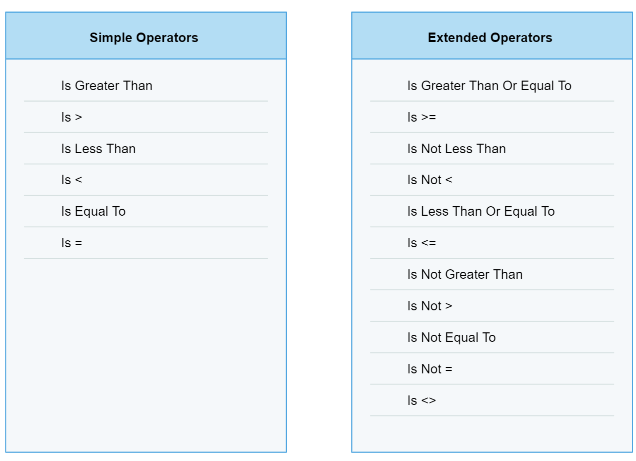 Simple Operators
Is Greater Than
Is >
Is Less Than
Is <
Is Equal To
Is =
Extended Operators
Is Greater Than Or Equal To
Is >=
Is Not Less Than
Is Not <
Is Less Than Or Equal To
Is <=
Is Not Greater Than
Is Not >
Is Not Equal To
Is Not =
Is <>